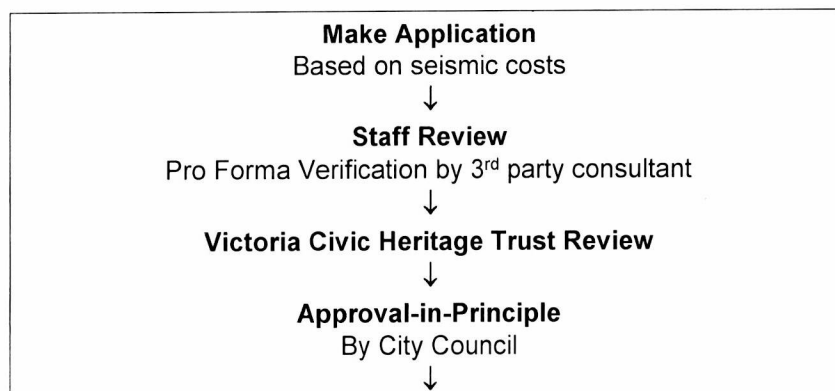 Make Application
Based on seismic costs
↓
Staff Review
Pro Forma Verification by 3rd party consultant
↓
Victoria Civic Heritage Trust Review
↓
Approval-in-Principle
By City Council
↓